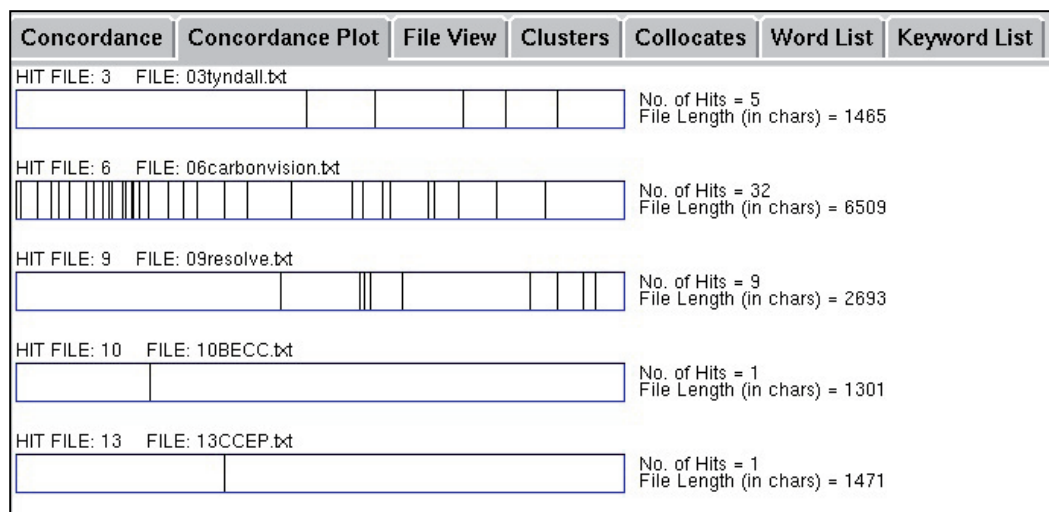 Concordance Concordance Plot File View Clusters Collocates Word List Keyword List
HIT FILE: 3 FILE: 03tyndall.txt
No. of Hits = 5
File Length (in chars) = 1465
HIT FILE: 6 FILE: 06carbonvision.txt
No. of Hits = 32
File Length (in chars) = 6509
HIT FILE: 9 FILE: 09resolve.txt
No. of Hits = 9
File Length (in chars) = 2693
HIT FILE: 10 FILE: 10BECC.txt
No. of Hits = 1
File Length (in chars) = 1301
HIT FILE: 13 FILE: 13CCEP.txt
No. of Hits = 1
File Length (in chars) = 1471